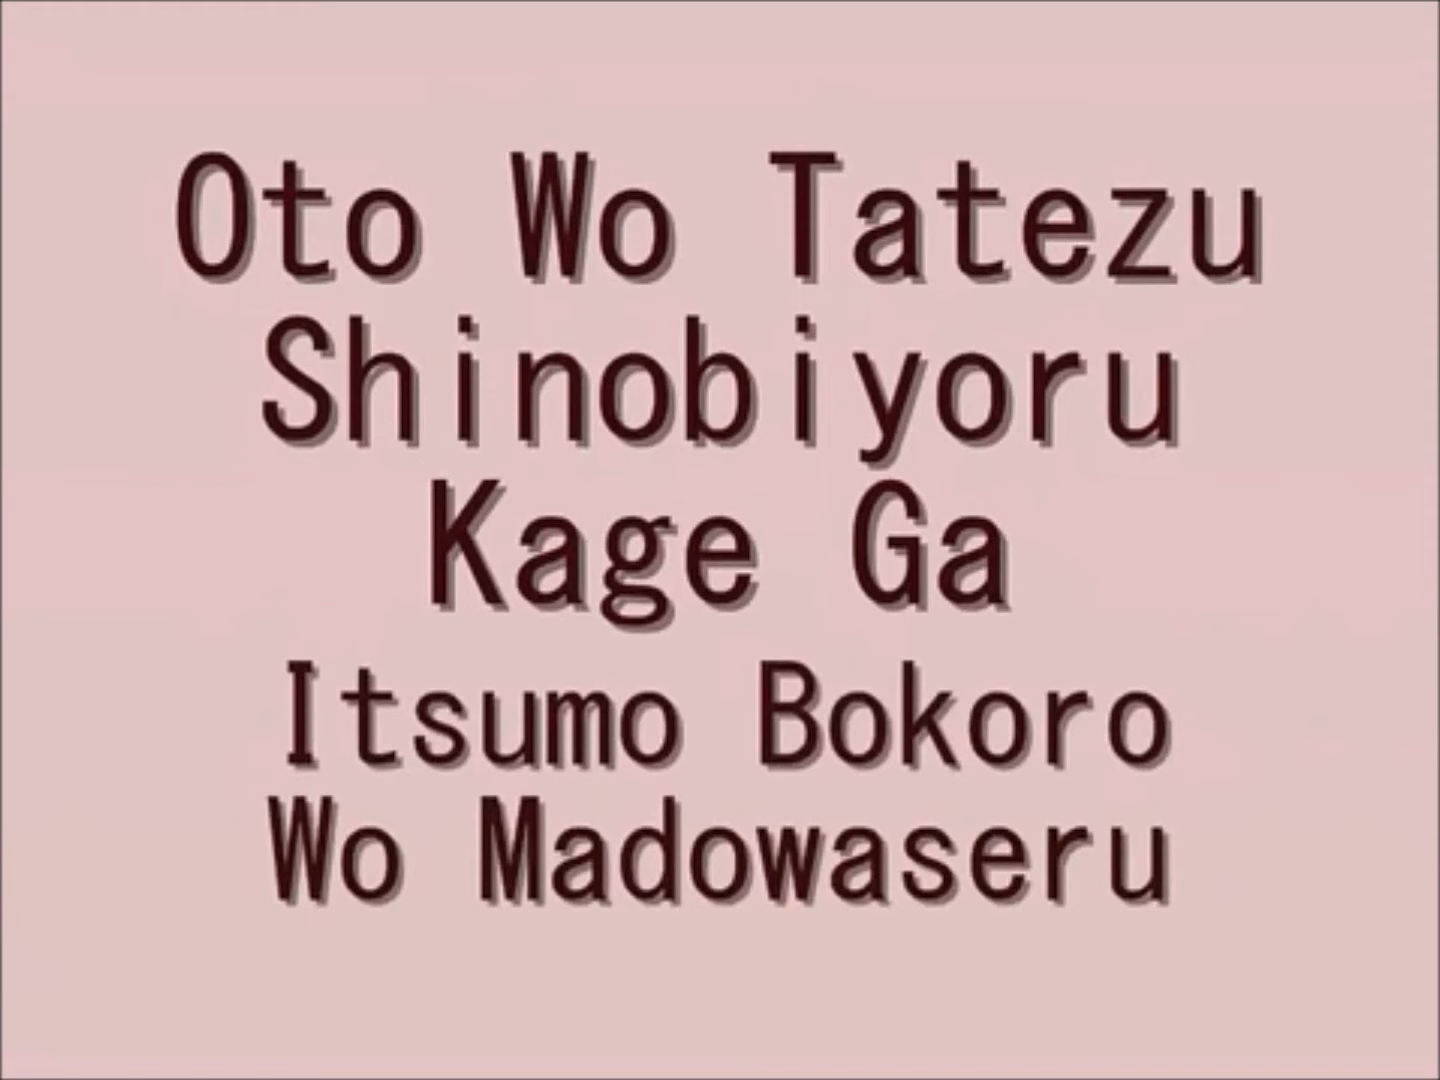 Oto Wo Tatezu
Shinobiyoru
Kage Ga
Itsumo Bokoro
Wo Madowaseru